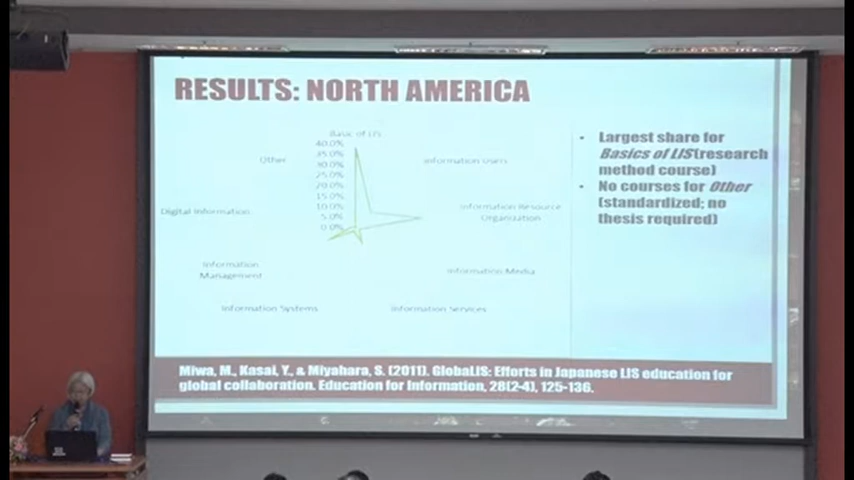 RESULTS: NORTH AMERICA
Basic of LIS
40.0%
35.0%
30.0%
25.0%
20.0%
15.0%
10.0%
5.0%
0.0%
Information Users
Information Resource
Organization
Information Media
Information Services
Information Systems
Information
Management
Digital Information
Other
• Largest share for
Basics of LIS(research
method course)
• No courses for Other
(standardized; no
thesis required)
Miwa, M., Kasai, Y., & Miyahara, S. (2011). GlobaLIS: Efforts in Japanese LIS education for
global collaboration. Education for Information, 28(2-4), 125-136.